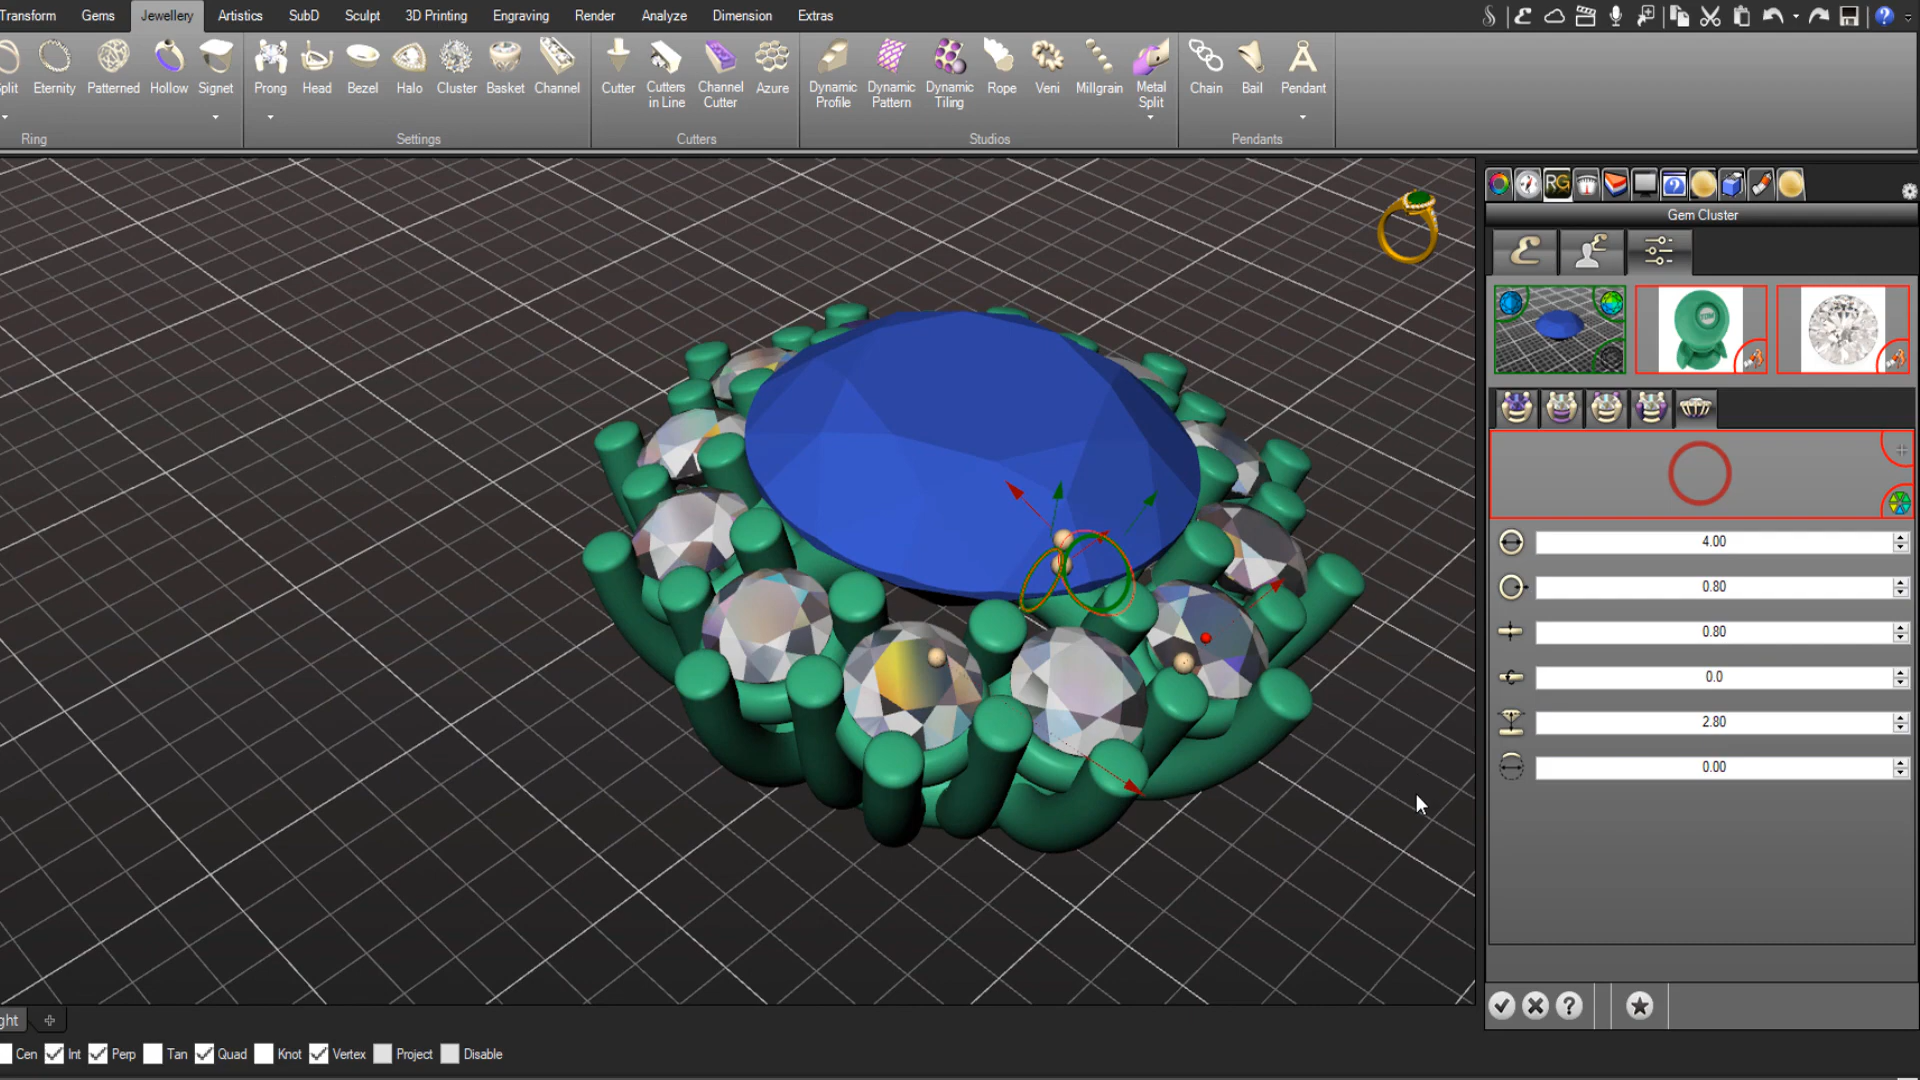 Transform Gems Jewellery Artistics SubD Sculpt 3D Printing Engraving Render Analyze Dimension Extras
plit Eternity Patterned Hollow Signet Prong Head Bezel Halo Cluster Basket Channel Cutter Cutters in Line Channel Cutter Azure Dynamic Profile Dynamic Pattern Dynamic Tiling Rope Veni Millgrain Metal Split Chain Bail Pendant
Ring Settings Cutters Studios Pendants
RG
Gem Cluster
4.00
0.80
0.80
0.0
2.80
0.00
ght
Cen Int Perp Tan Quad Knot Vertex Project Disable